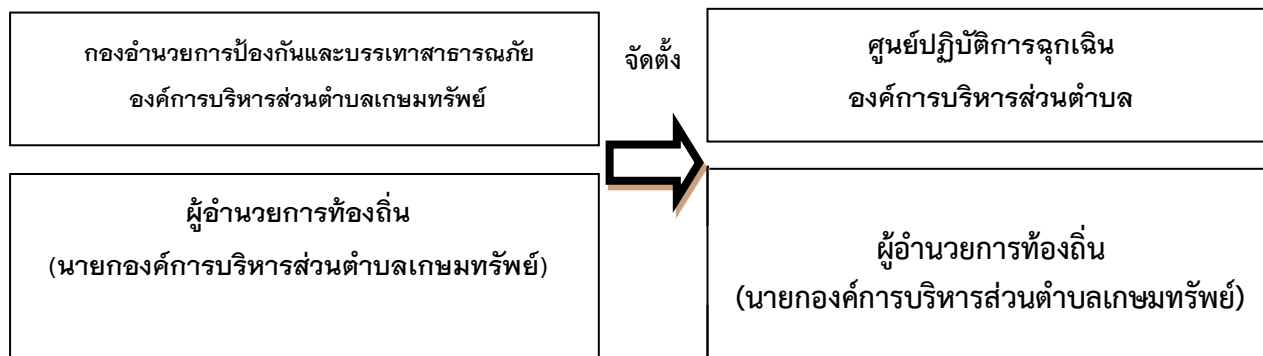 กองอำนวยการป้องกันและบรรเทาสาธารณภัย
องค์การบริหารส่วนตำบลเกษมทรัพย์
ผู้อำนวยการท้องถิ่น
(นายกองค์การบริหารส่วนตำบลเกษมทรัพย์)
จัดตั้ง
ศูนย์ปฏิบัติการฉุกเฉิน
องค์การบริหารส่วนตำบล
ผู้อำนวยการท้องถิ่น
(นายกองค์การบริหารส่วนตำบลเกษมทรัพย์)